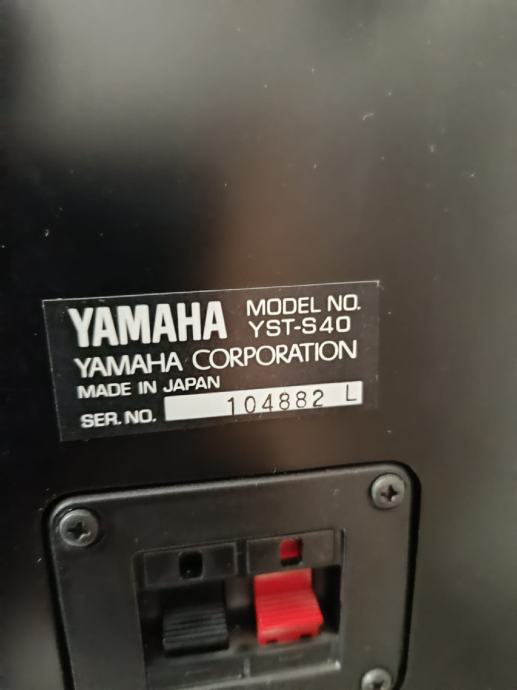 YAMAHA MODEL NO.
YST-S40
YAMAHA CORPORATION
MADE IN JAPAN
SER. NO. 104882 L